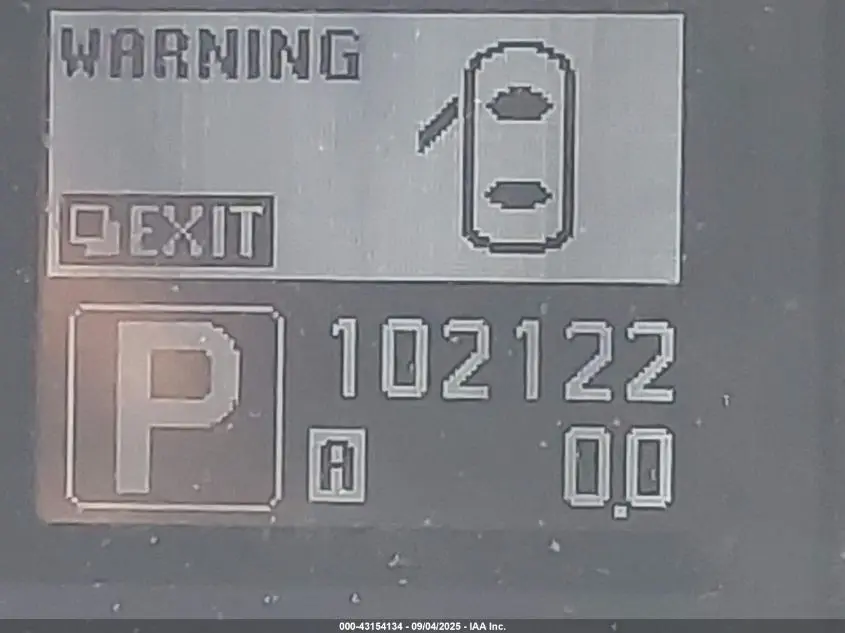 WARNING
EXIT
P
102122
A
0.0
000-43154134 - 09/04/2025 - IAA Inc.